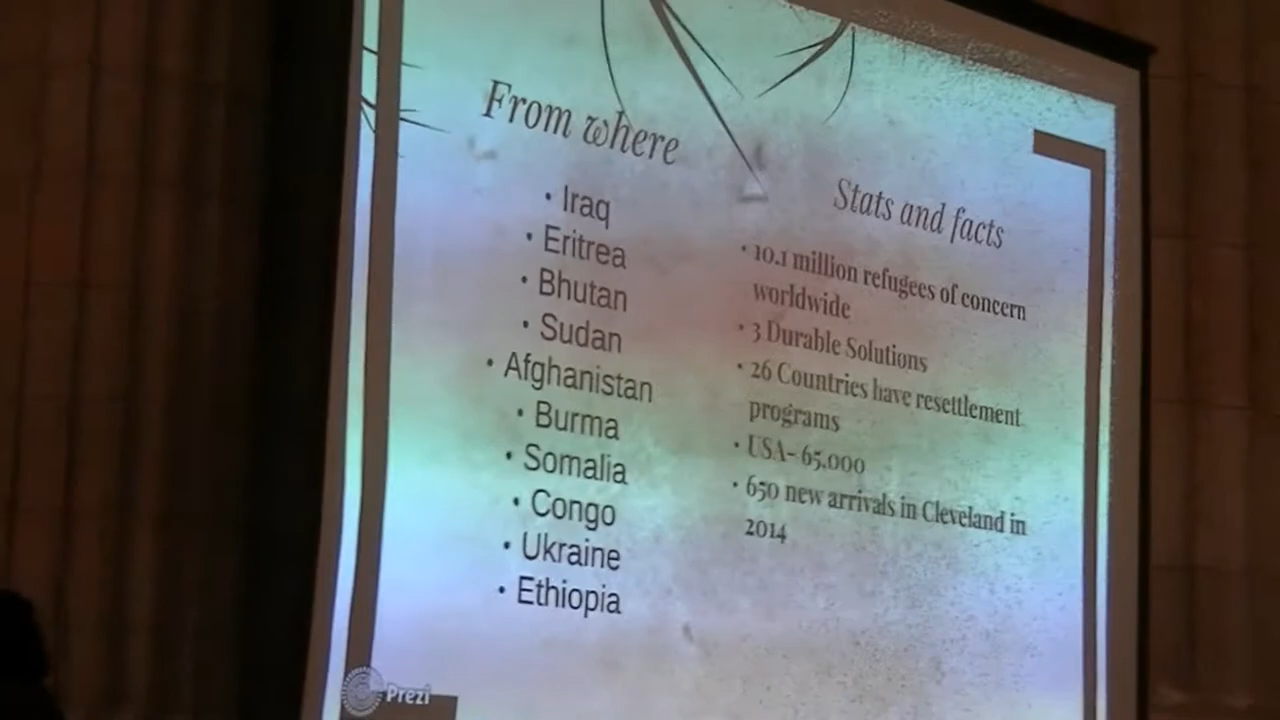 From where
• Iraq
• Eritrea
• Bhutan
• Sudan
• Afghanistan
• Burma
• Somalia
• Congo
• Ukraine
• Ethiopia
Stats and facts
• 10.1 million refugees of concern
worldwide
• 3 Durable Solutions
• 26 Countries have resettlement
programs
• USA- 65,000
• 650 new arrivals in Cleveland in
2014
Prezi